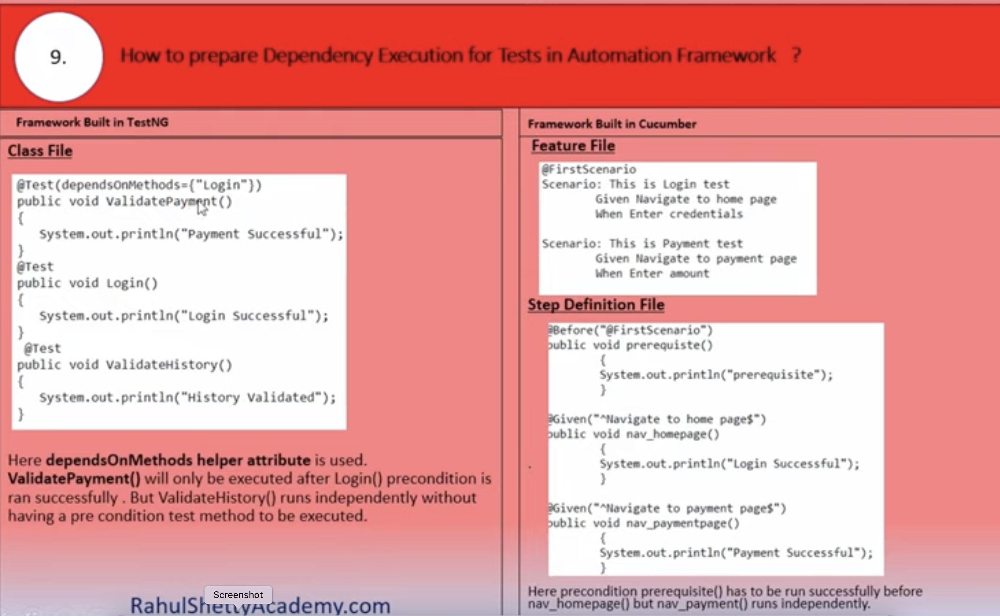 9.
How to prepare Dependency Execution for Tests in Automation Framework ?
Framework Built in TestNG
Class File
@Test(dependsOnMethods={"Login"})
public void ValidatePayment()
{
System.out.println("Payment Successful");
}
@Test
public void Login()
{
System.out.println("Login Successful");
}
@Test
public void ValidateHistory()
{
System.out.println("History Validated");
}
Here dependsOnMethods helper attribute is used.
ValidatePayment() will only be executed after Login() precondition is
ran successfully . But ValidateHistory() runs independently without
having a pre condition test method to be executed.
Screenshot
RahulShettyAcademy.com
Framework Built in Cucumber
Feature File
@FirstScenario
Scenario: This is Login test
Given Navigate to home page
When Enter credentials
Scenario: This is Payment test
Given Navigate to payment page
When Enter amount
Step Definition File
@Before("@FirstScenario")
public void prerequiste()
{
System.out.println("prerequisite");
}
@Given("^Navigate to home page$")
public void nav_homepage()
{
System.out.println("Login Successful");
}
.
@Given("^Navigate to payment page$")
public void nav_paymentpage()
{
System.out.println("Payment Successful");
}
Here precondition prerequisite() has to be run successfully before
nav_homepage() but nav_payment() runs independently.